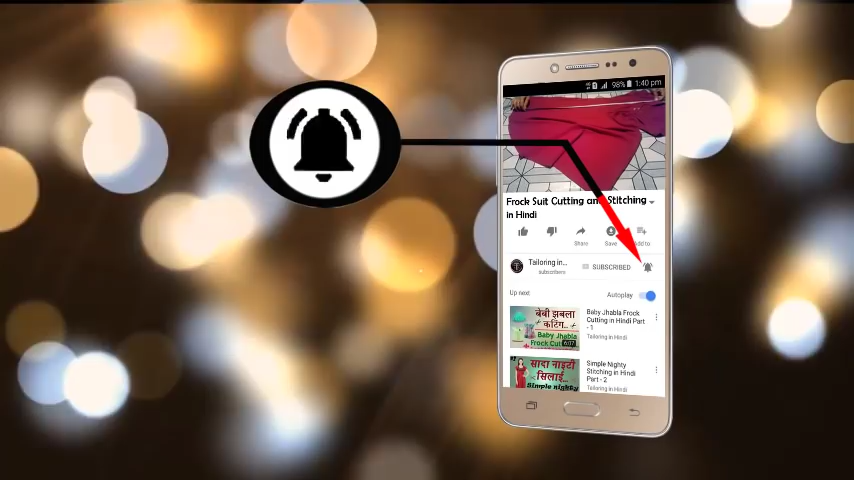 98% 1:40 pm
Frock Suit Cutting and Stitching
in Hindi
Share Save Add to
Tailoring in...
subscribers
SUBSCRIBED
Up next
Autoplay
बेबी झबला
कटिंग..
Baby Jhabla
Frock Cut
6:07
Baby Jhabla Frock
Cutting in Hindi Part
- 1
Tailoring in Hindi
सादा नाइटी
सिलाई..
Simple nighty
Simple Nighty
Stitching in Hindi
Part - 2
Tailoring in Hindi